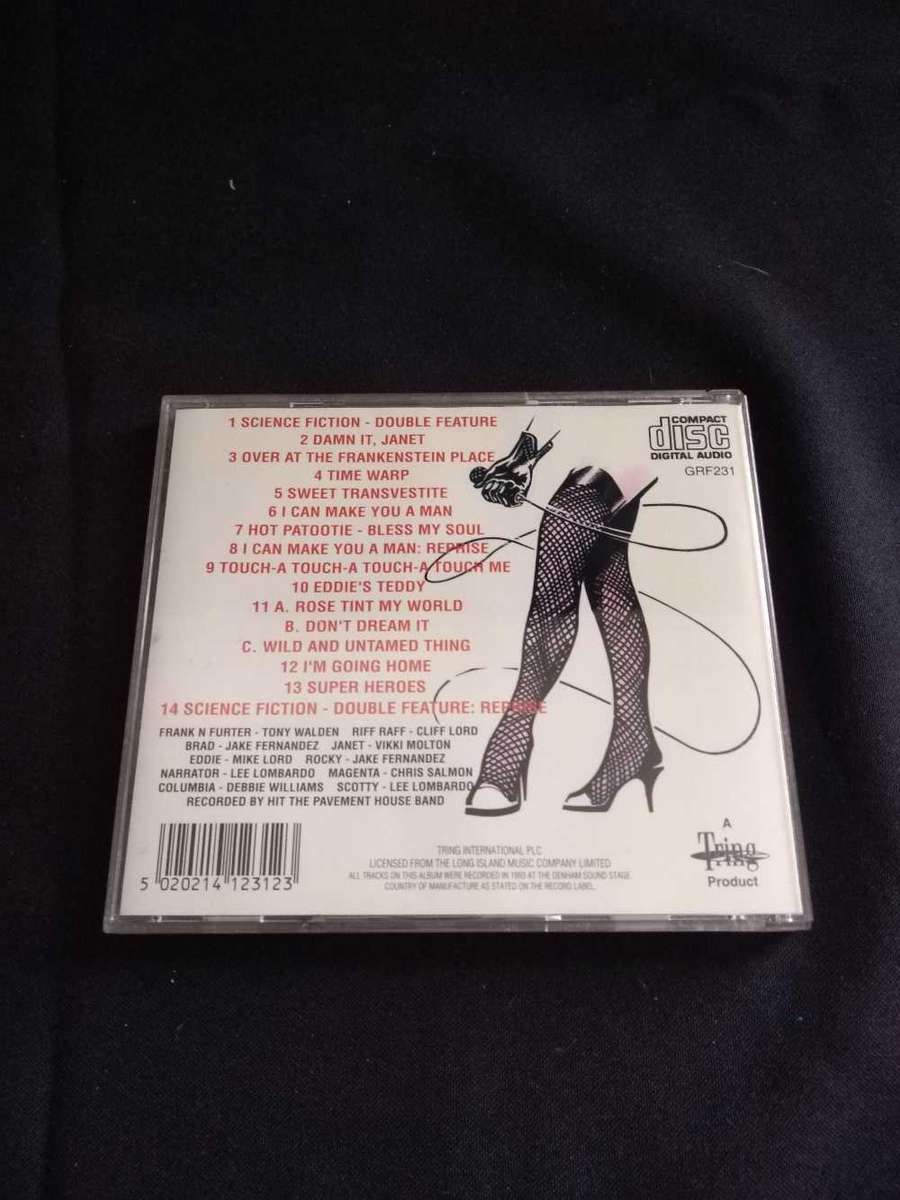 1 SCIENCE FICTION - DOUBLE FEATURE
2 DAMN IT, JANET
3 OVER AT THE FRANKENSTEIN PLACE
4 TIME WARP
5 SWEET TRANSVESTITE
6 I CAN MAKE YOU A MAN
7 HOT PATOOTIE - BLESS MY SOUL
8 I CAN MAKE YOU A MAN: REPRISE
9 TOUCH-A TOUCH-A TOUCH-A TOUCH ME
10 EDDIE'S TEDDY
11 A. ROSE TINT MY WORLD
B. DON'T DREAM IT
C. WILD AND UNTAMED THING
12 I'M GOING HOME
13 SUPER HEROES
14 SCIENCE FICTION - DOUBLE FEATURE: REPRISE
FRANK N FURTER - TONY WALDEN RIFF RAFF - CLIFF LORD
BRAD - JAKE FERNANDEZ JANET - VIKKI MOLTON
EDDIE - MIKE LORD ROCKY - JAKE FERNANDEZ
NARRATOR - LEE LOMBARDO MAGENTA - CHRIS SALMON
COLUMBIA - DEBBIE WILLIAMS SCOTTY - LEE LOMBARDO
RECORDED BY HIT THE PAVEMENT HOUSE BAND
COMPACT
disc
DIGITAL AUDIO
GRF231
5 020214 123123
TRING INTERNATIONAL PLC
LICENSED FROM THE LONG ISLAND MUSIC COMPANY LIMITED
ALL TRACKS ON THIS ALBUM WERE RECORDED IN 1993 AT THE DENHAM SOUND STAGE.
COUNTRY OF MANUFACTURE AS STATED ON THE RECORD LABEL.
A
Tring
Product